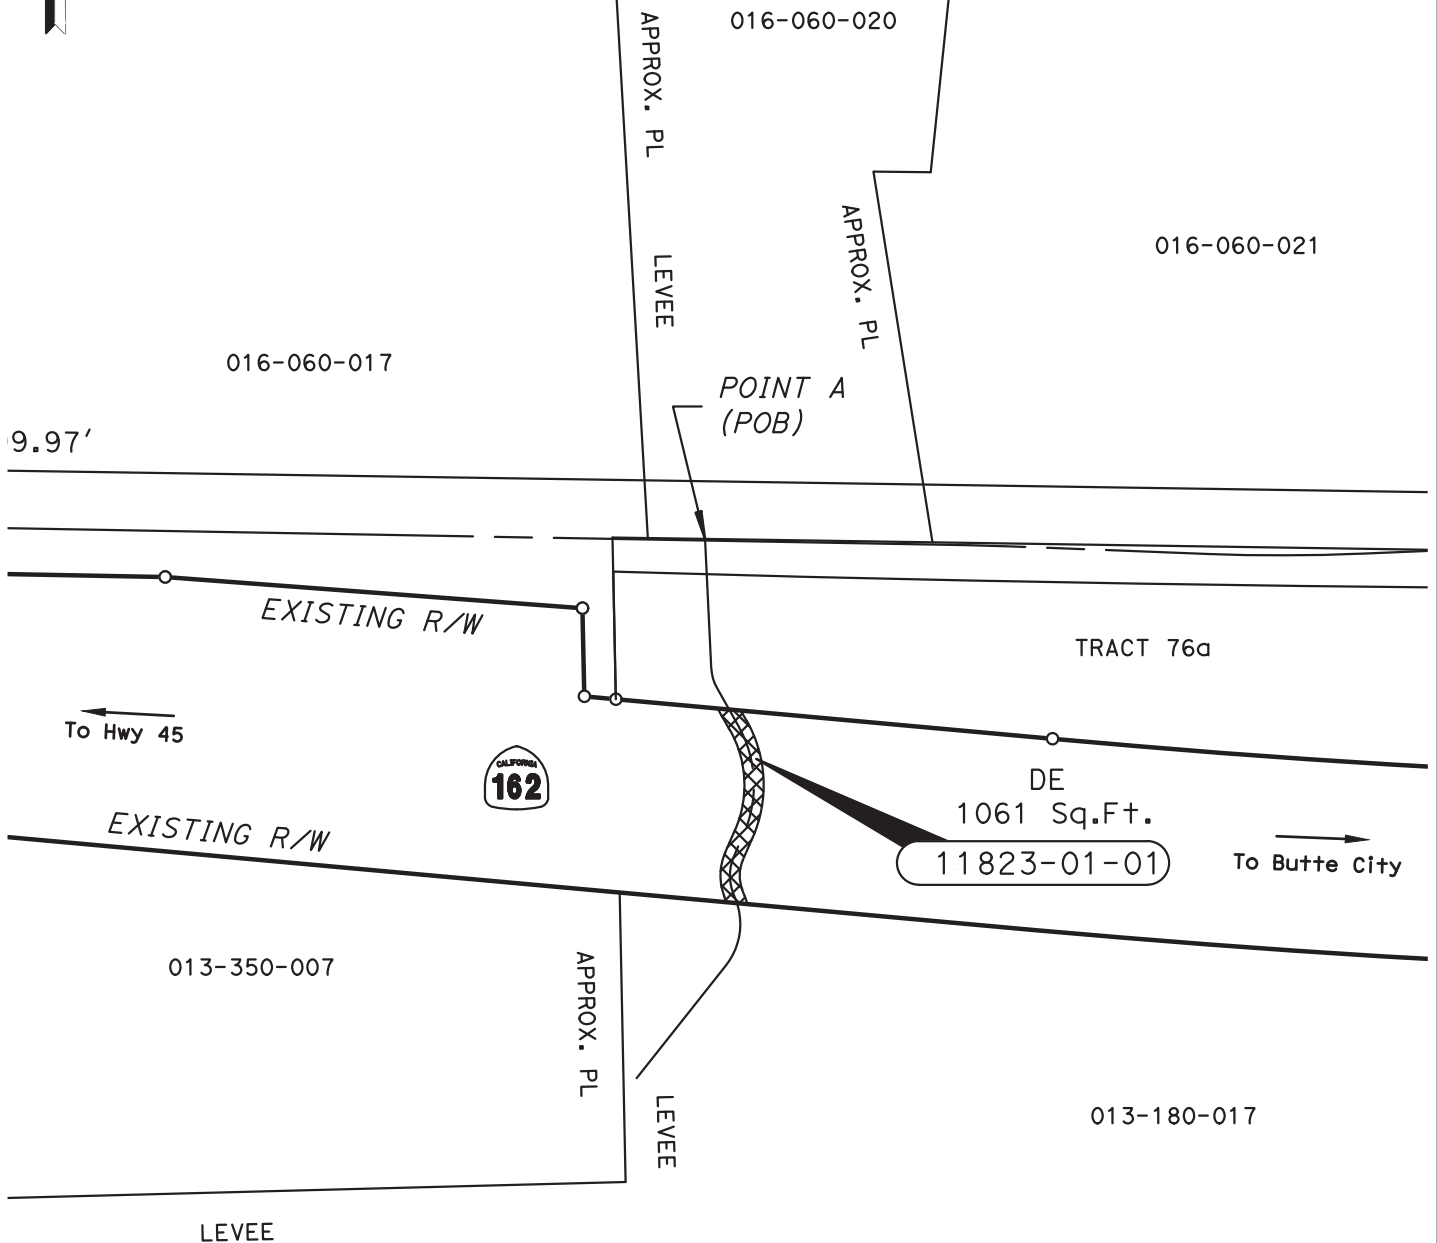 016-060-020
APPROX. PL
APPROX. PL
016-060-021
LEVEE
016-060-017
POINT A
(POB)
9.97'
EXISTING R/W
TRACT 76a
To Hwy 45
CALIFORNIA
162
DE
1061 Sq.Ft.
11823-01-01
EXISTING R/W
To Butte City
013-350-007
APPROX. PL
LEVEE
013-180-017
LEVEE